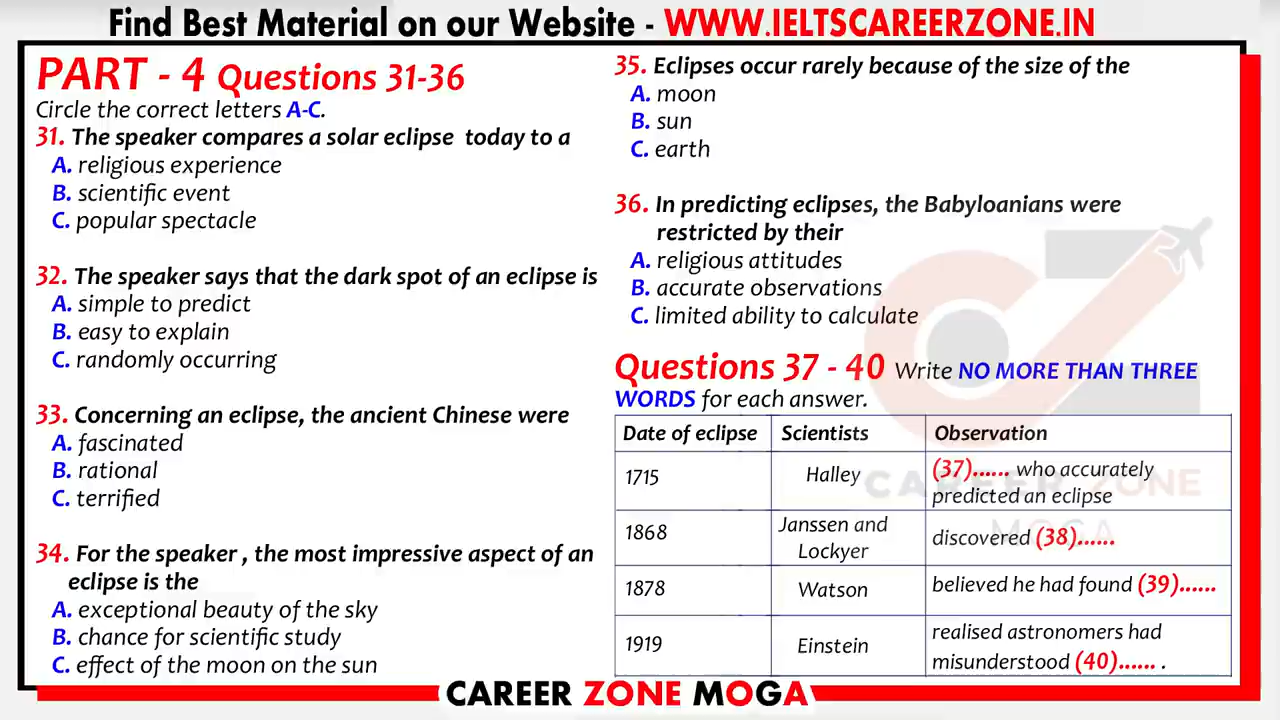 Find Best Material on our Website - WWW.IELTSCAREERZONE.IN
PART - 4 Questions 31-36
Circle the correct letters A-C.
31. The speaker compares a solar eclipse today to a
A. religious experience
B. scientific event
C. popular spectacle
32. The speaker says that the dark spot of an eclipse is
A. simple to predict
B. easy to explain
C. randomly occurring
33. Concerning an eclipse, the ancient Chinese were
A. fascinated
B. rational
C. terrified
34. For the speaker , the most impressive aspect of an
eclipse is the
A. exceptional beauty of the sky
B. chance for scientific study
C. effect of the moon on the sun
35. Eclipses occur rarely because of the size of the
A. moon
B. sun
C. earth
36. In predicting eclipses, the Babyloanians were
restricted by their
A. religious attitudes
B. accurate observations
C. limited ability to calculate
Questions 37 - 40 Write NO MORE THAN THREE
WORDS for each answer.
Date of eclipse Scientists Observation
1715 Halley (37)...... who accurately
predicted an eclipse
1868 Janssen and
Lockyer discovered (38)......
1878 Watson believed he had found (39)......
1919 Einstein realised astronomers had
misunderstood (40)...... .
CAREER ZONE
MOGA
CAREER ZONE MOGA